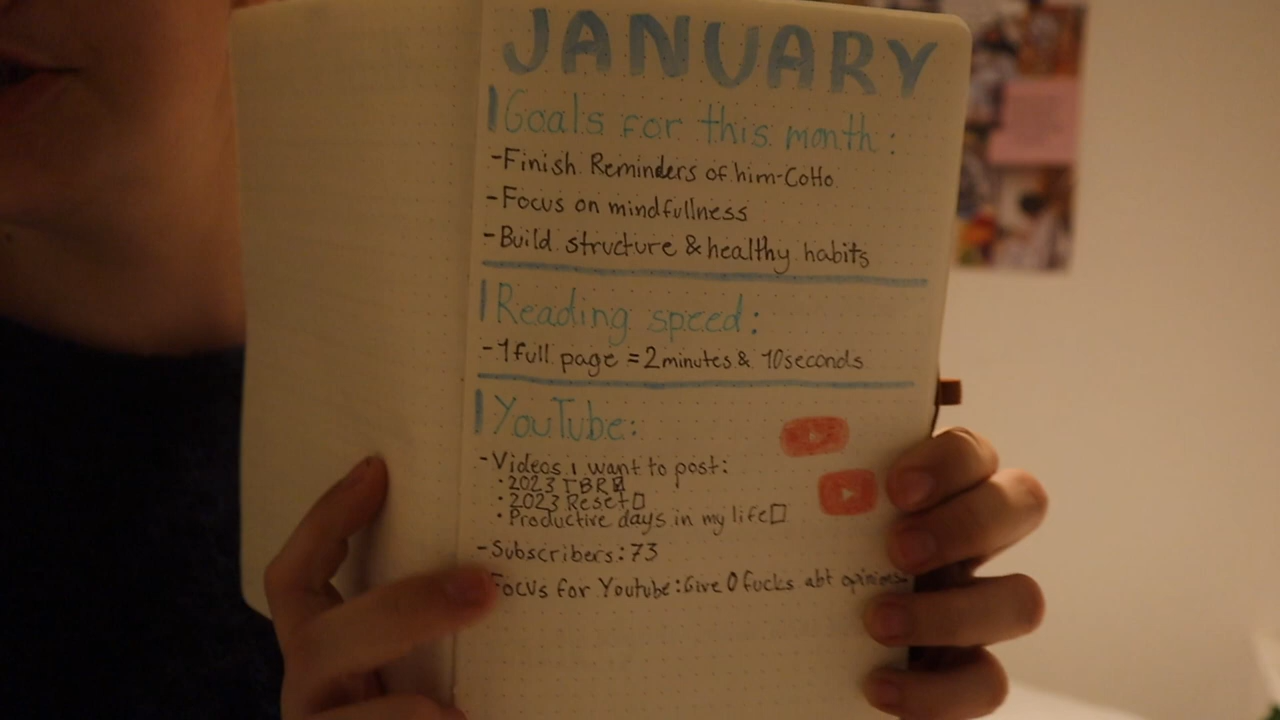 JANUARY
Goals for this month:
-Finish Reminders of him-CoHo
-Focus on mindfullness
-Build structure & healthy habits
Reading speed:
-1 full page = 2 minutes & 10 seconds
YouTube:
-Videos i want to post:
• 2023 TBR
• 2023 Reset
• Productive days in my life
-Subscribers: 73
Focus for Youtube: Give 0 fucks abt opinions